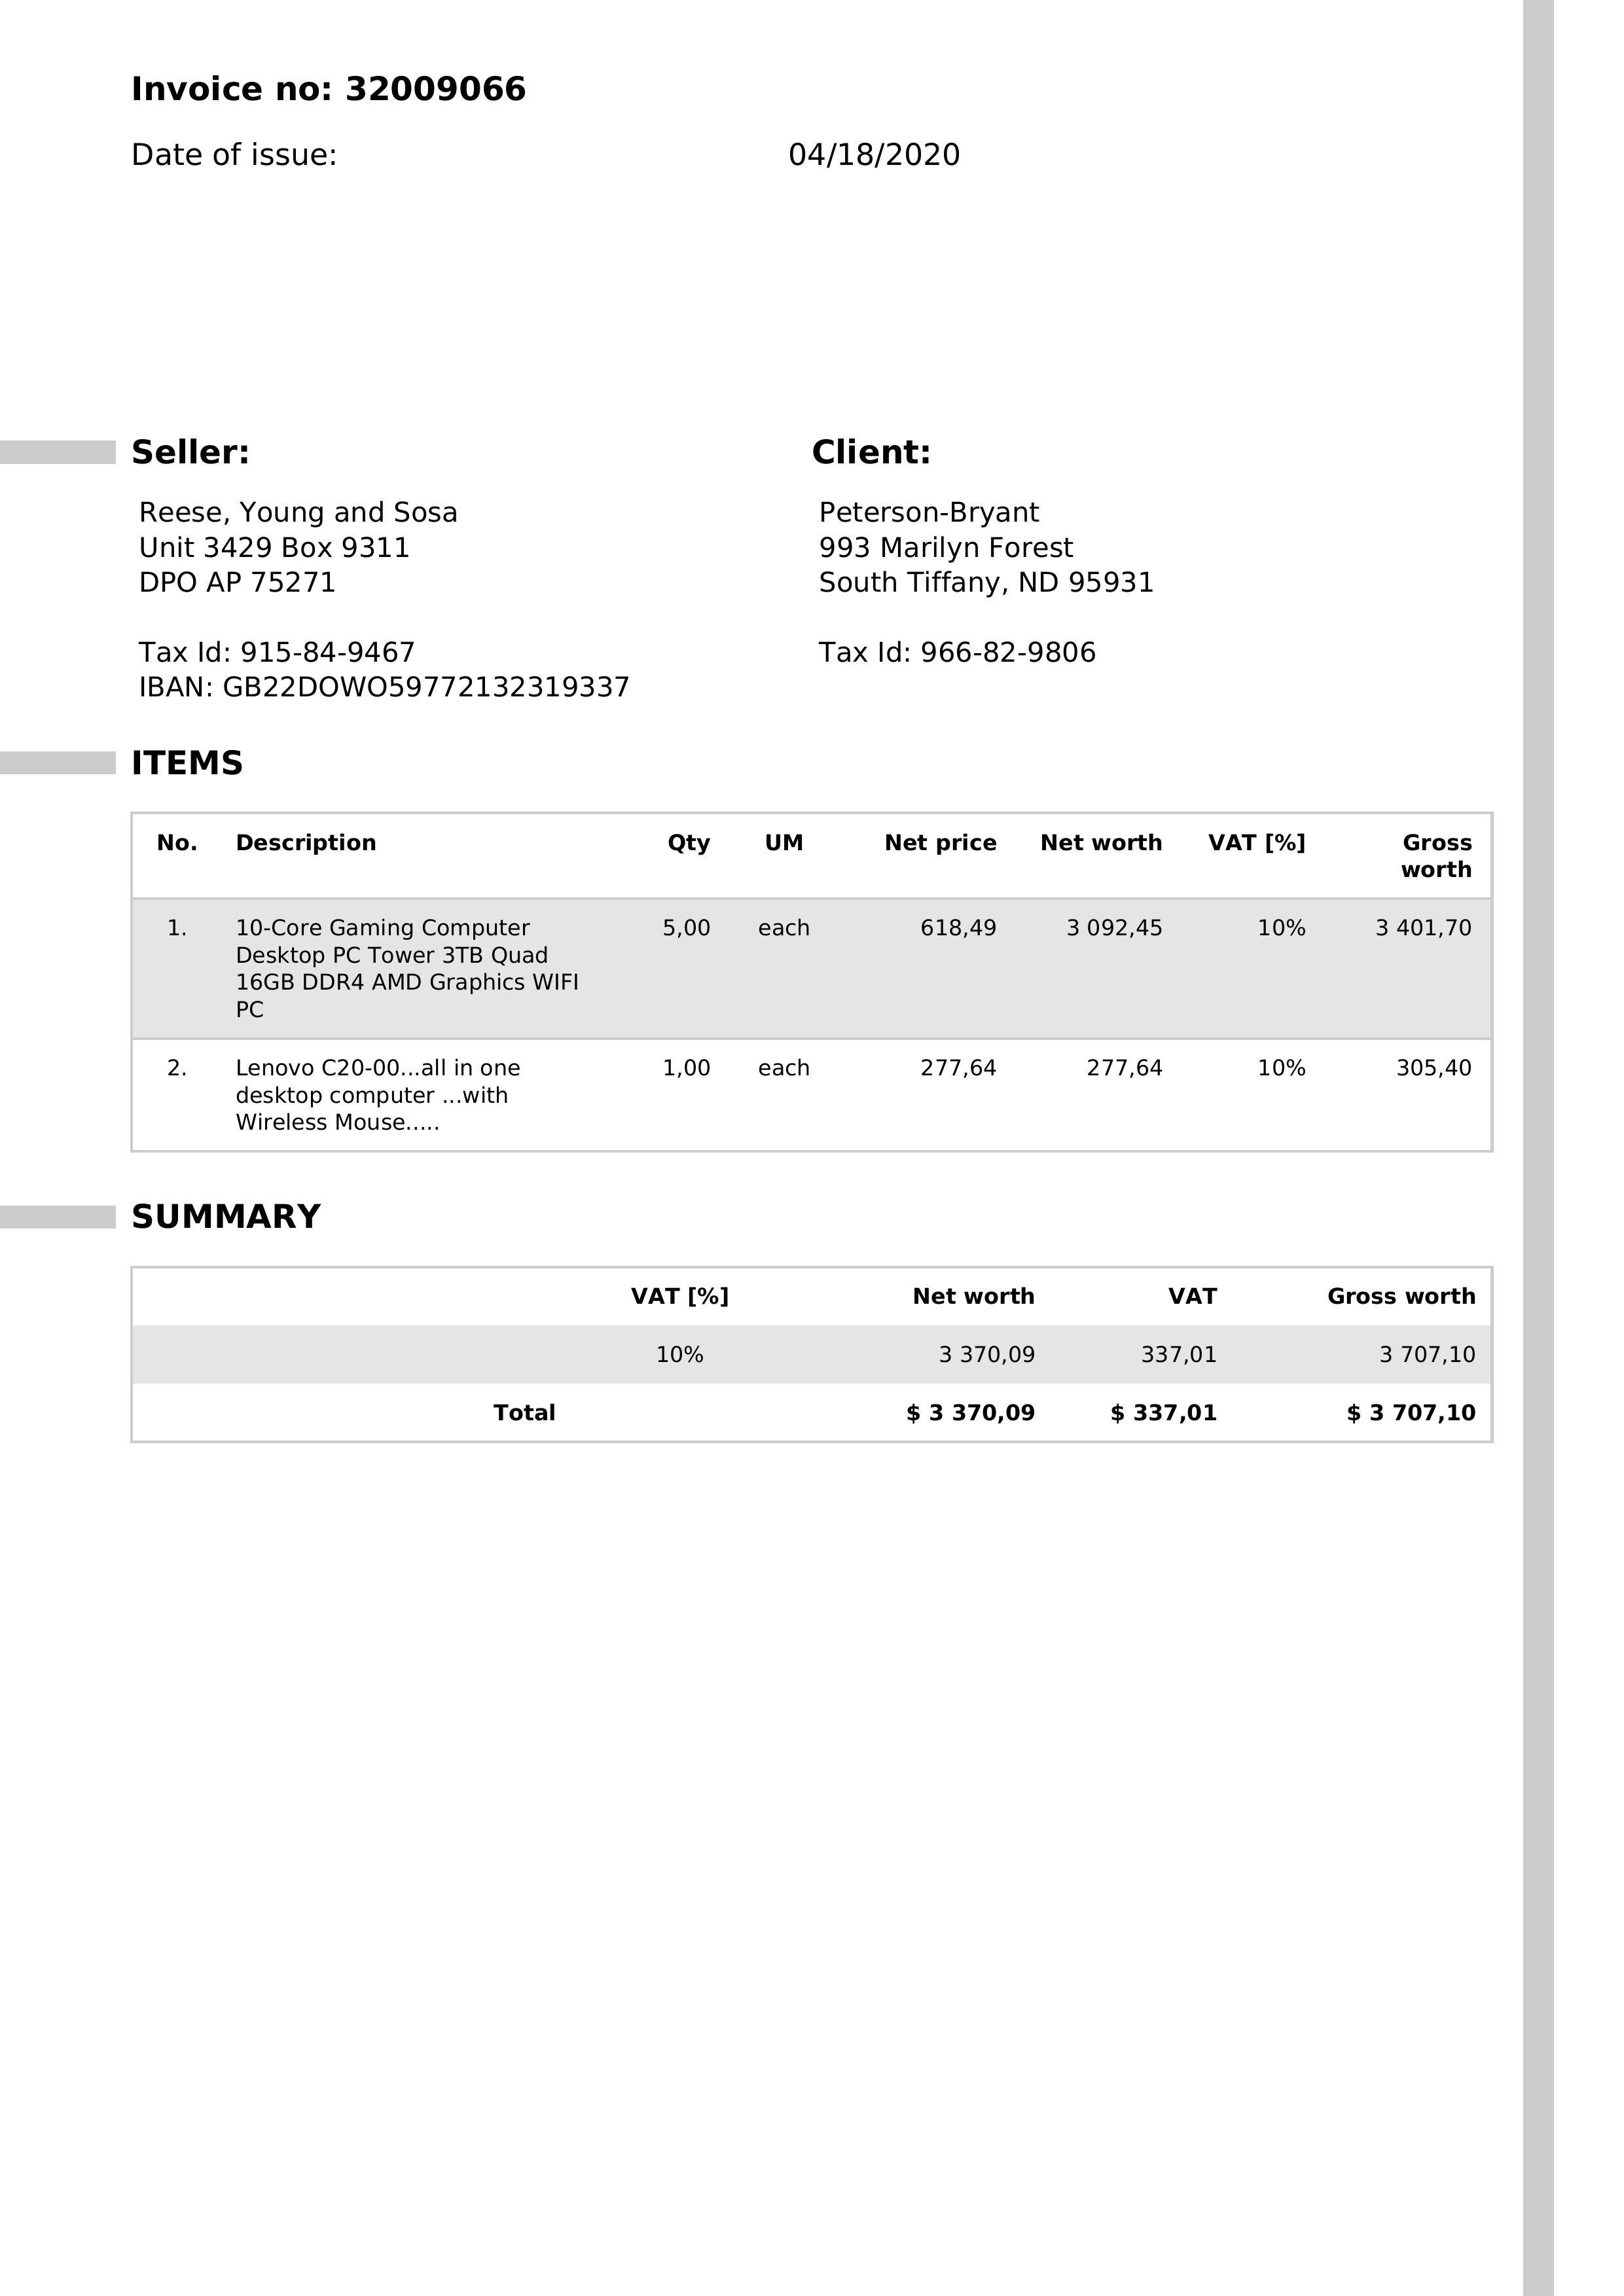 Invoice no: 32009066
Date of issue: 04/18/2020
Seller:
Reese, Young and Sosa
Unit 3429 Box 9311
DPO AP 75271
Tax Id: 915-84-9467
IBAN: GB22DOWO59772132319337
Client:
Peterson-Bryant
993 Marilyn Forest
South Tiffany, ND 95931
Tax Id: 966-82-9806
ITEMS
No. Description Qty UM Net price Net worth VAT [%] Gross
worth
1. 10-Core Gaming Computer 5,00 each 618,49 3 092,45 10% 3 401,70
Desktop PC Tower 3TB Quad
16GB DDR4 AMD Graphics WIFI
PC
2. Lenovo C20-00...all in one 1,00 each 277,64 277,64 10% 305,40
desktop computer ...with
Wireless Mouse.....
SUMMARY
VAT [%] Net worth VAT Gross worth
10% 3 370,09 337,01 3 707,10
Total $ 3 370,09 $ 337,01 $ 3 707,10